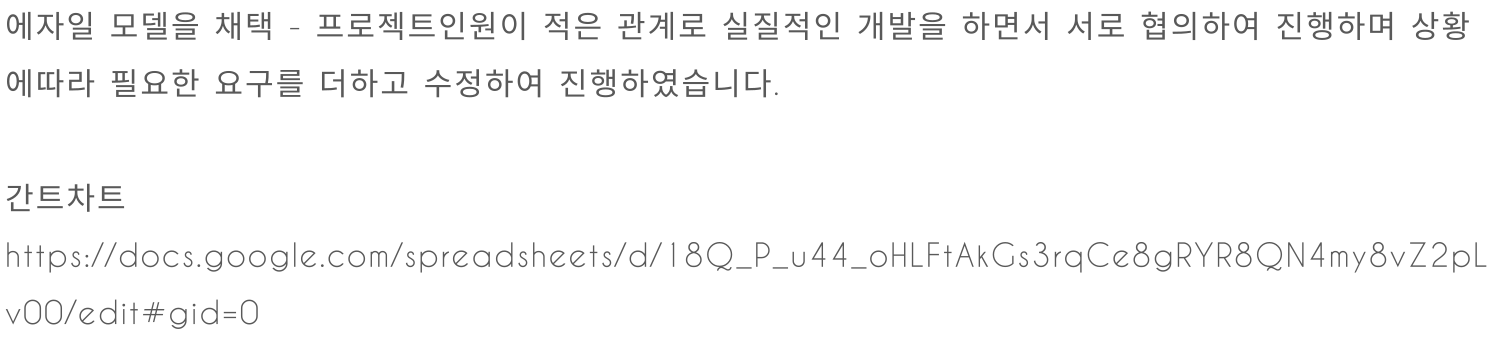 에자일 모델을 채택 - 프로젝트인원이 적은 관계로 실질적인 개발을 하면서 서로 협의하여 진행하며 상황
에따라 필요한 요구를 더하고 수정하여 진행하였습니다.
간트차트
https://docs.google.com/spreadsheets/d/18Q_P_u44_oHLFtAkGs3rqCe8gRYR8QN4my8vZ2pL
v00/edit#gid=0